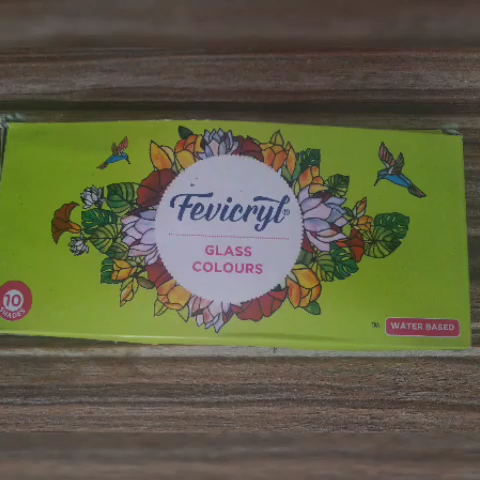 Fevicryl®
GLASS
COLOURS
10
SHADES
TM
WATER BASED